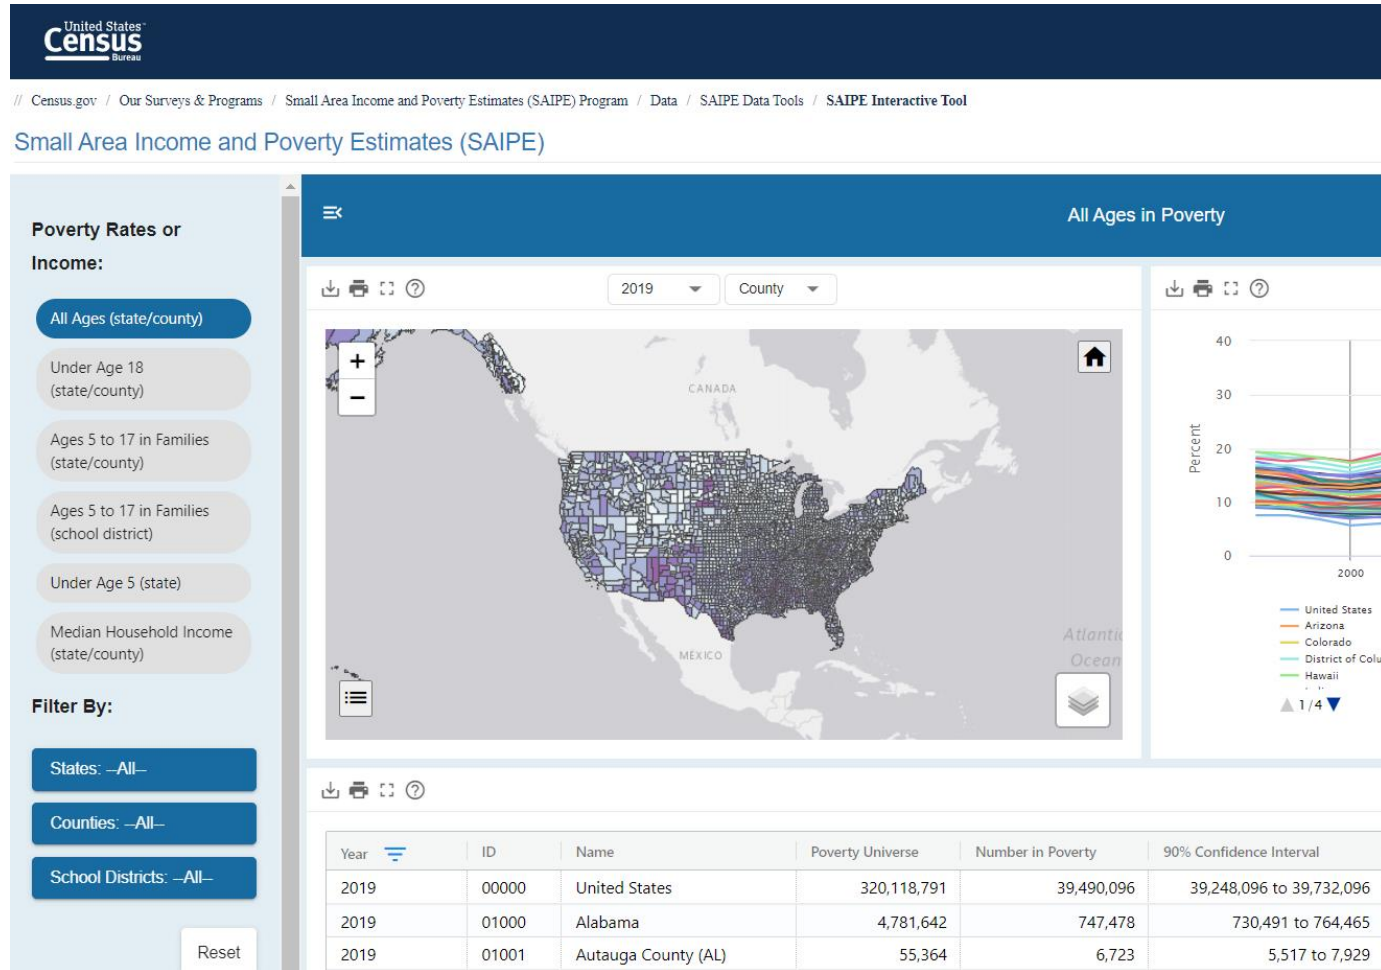 United States™
Census
Bureau
// Census.gov / Our Surveys & Programs / Small Area Income and Poverty Estimates (SAIPE) Program / Data / SAIPE Data Tools / SAIPE Interactive Tool
Small Area Income and Poverty Estimates (SAIPE)
Poverty Rates or
Income:
All Ages (state/county)
Under Age 18
(state/county)
Ages 5 to 17 in Families
(state/county)
Ages 5 to 17 in Families
(school district)
Under Age 5 (state)
Median Household Income
(state/county)
Filter By:
States: --All--
Counties: --All--
School Districts: --All--
Reset
All Ages in Poverty
2019
County
+
−
CANADA
MÉXICO
Atlantic
Ocean
40
30
20
10
0
Percent
2000
United States
Arizona
Colorado
District of Colu
Hawaii
1/4
Year ID Name Poverty Universe Number in Poverty 90% Confidence Interval
2019 00000 United States 320,118,791 39,490,096 39,248,096 to 39,732,096
2019 01000 Alabama 4,781,642 747,478 730,491 to 764,465
2019 01001 Autauga County (AL) 55,364 6,723 5,517 to 7,929